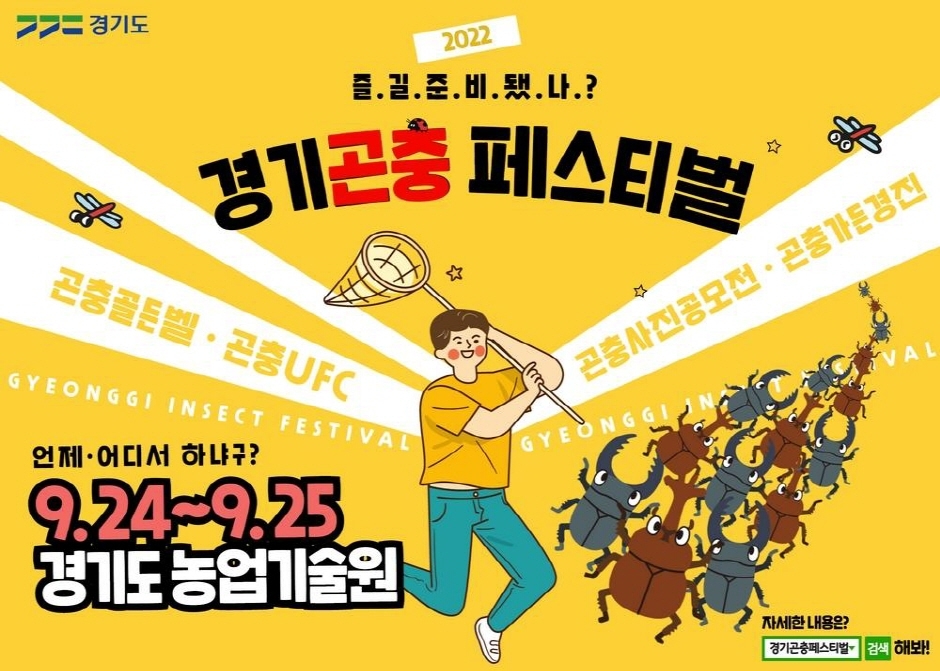 경기도
2022
즐.길.준.비.됐.나.?
경기곤충 페스티벌
곤충골든벨 · 곤충UFC
GYEONGGI INSECT FESTIVAL
곤충사진공모전 · 곤충가든경진
GYEONGGI INSECT FESTIVAL
언제·어디서 하냐구?
9.24~9.25
경기도 농업기술원
자세한 내용은?
경기곤충페스티벌 검색 해봐!